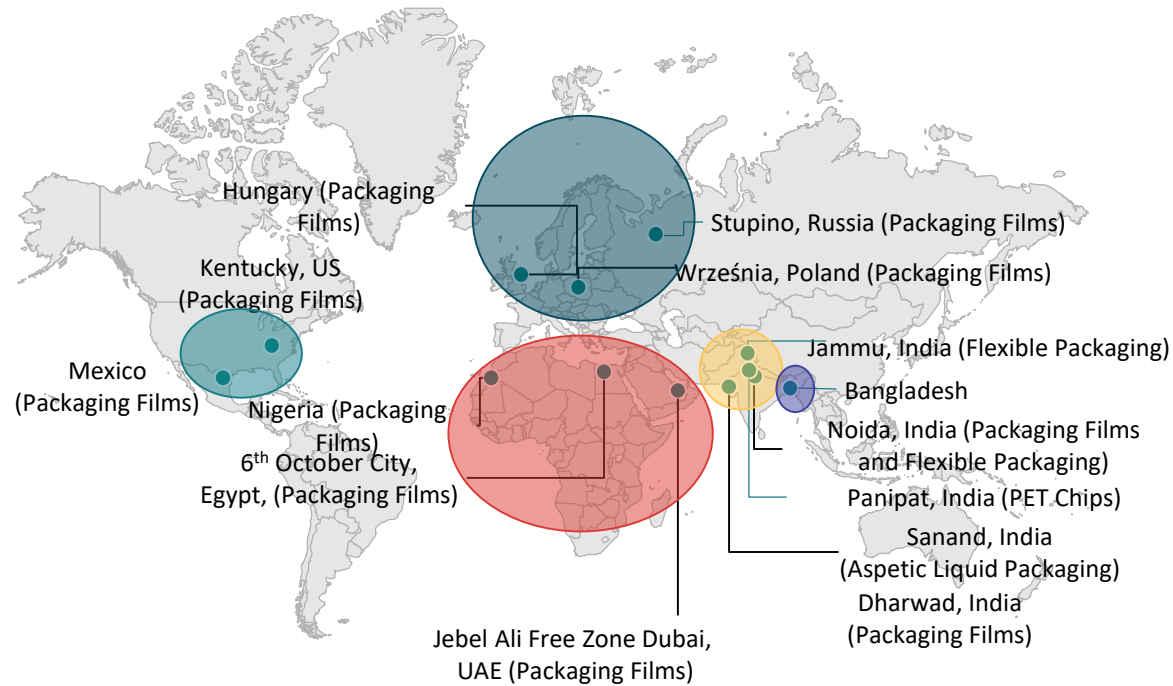 Hungary (Packaging
Films)
Kentucky, US
(Packaging Films)
Mexico
(Packaging Films)
Nigeria (Packaging
Films)
6th October City,
Egypt, (Packaging Films)
Jebel Ali Free Zone Dubai,
UAE (Packaging Films)
Stupino, Russia (Packaging Films)
Września, Poland (Packaging Films)
Jammu, India (Flexible Packaging)
Bangladesh
Noida, India (Packaging Films
and Flexible Packaging)
Panipat, India (PET Chips)
Sanand, India
(Aspetic Liquid Packaging)
Dharwad, India
(Packaging Films)